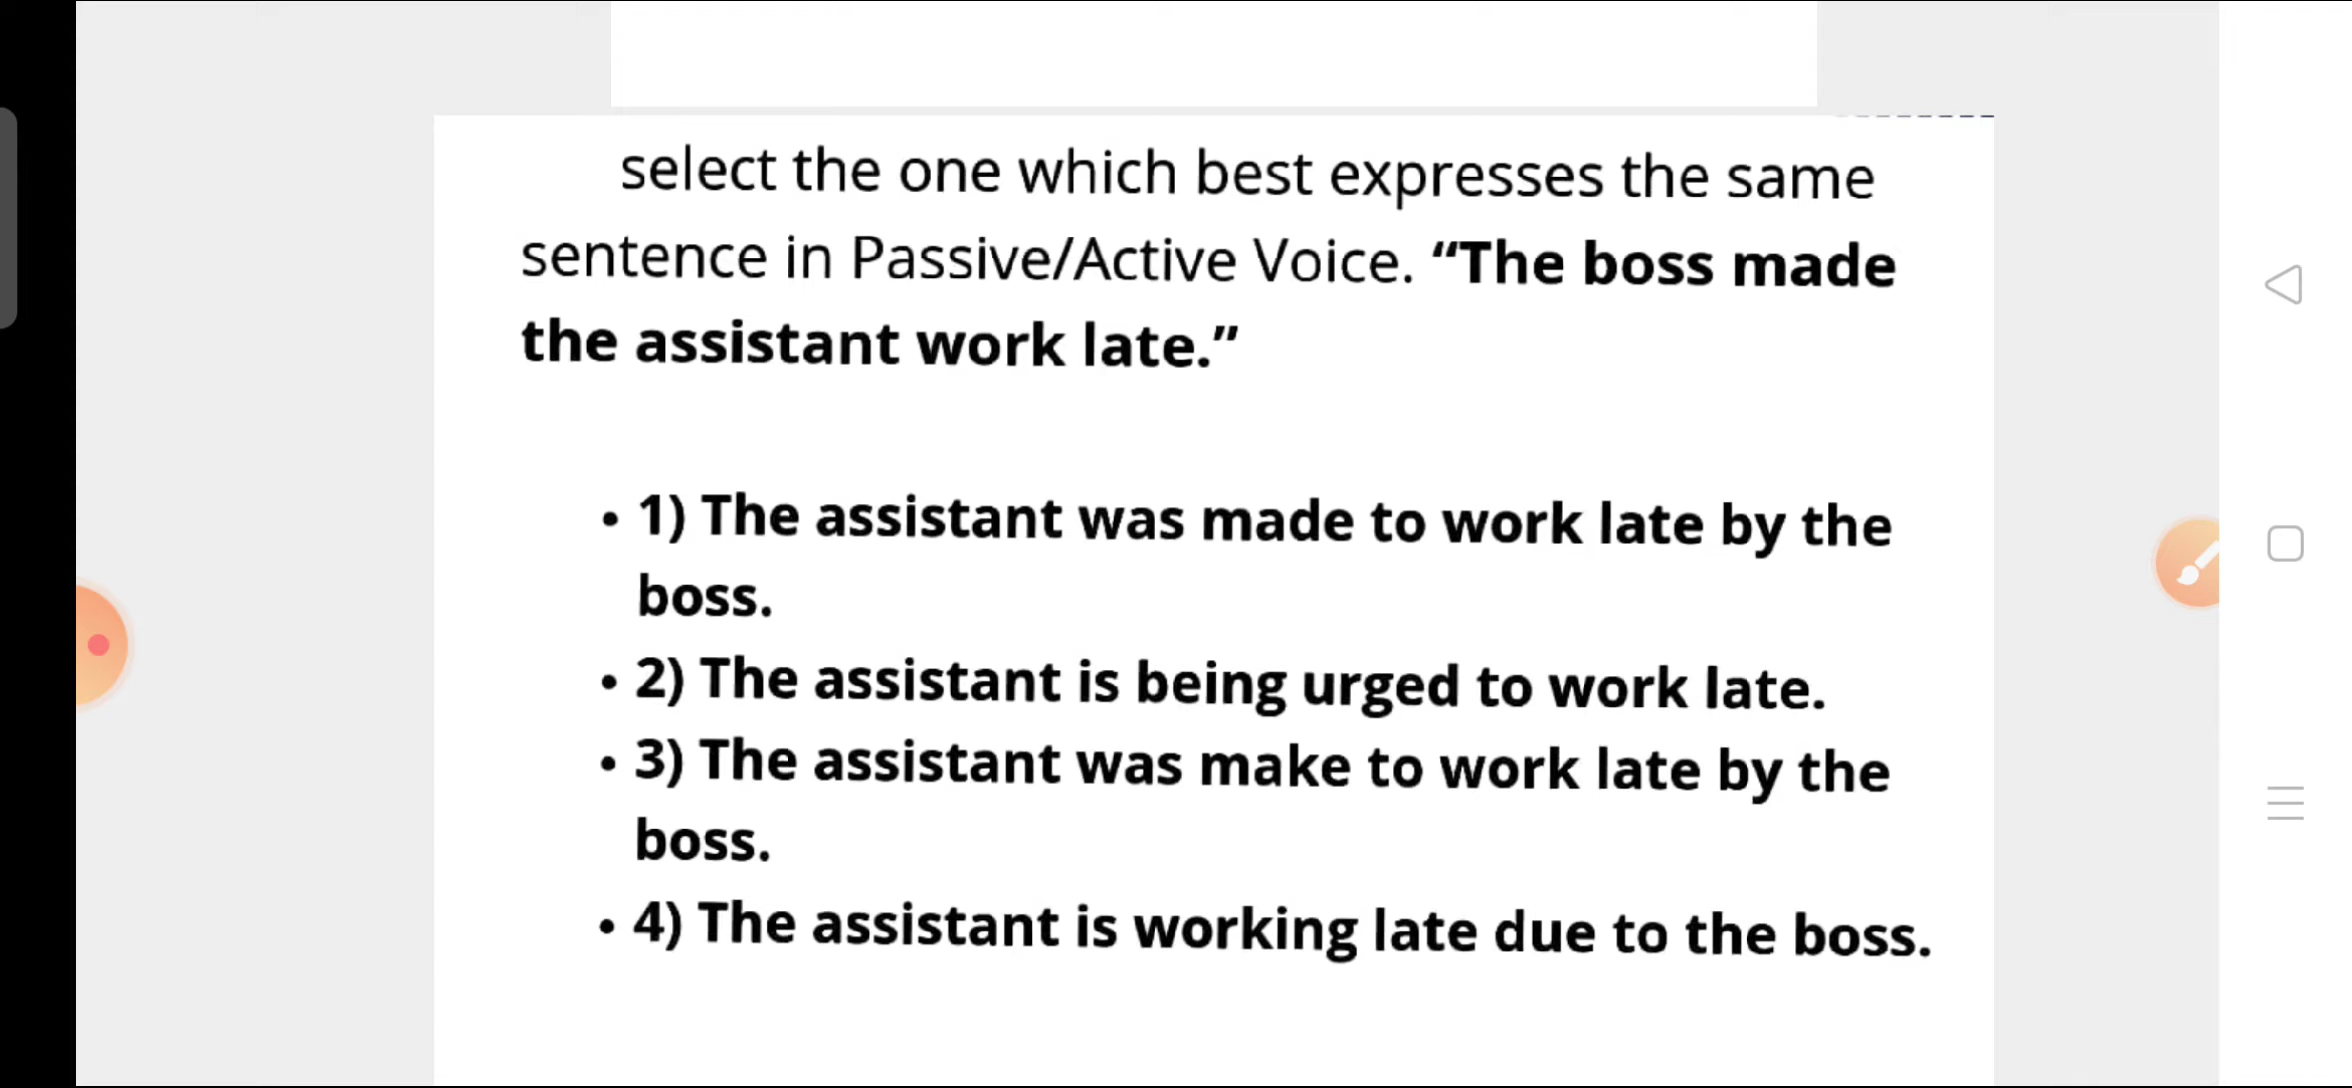 select the one which best expresses the same
sentence in Passive/Active Voice. “The boss made
the assistant work late.”
• 1) The assistant was made to work late by the
boss.
• 2) The assistant is being urged to work late.
• 3) The assistant was make to work late by the
boss.
• 4) The assistant is working late due to the boss.